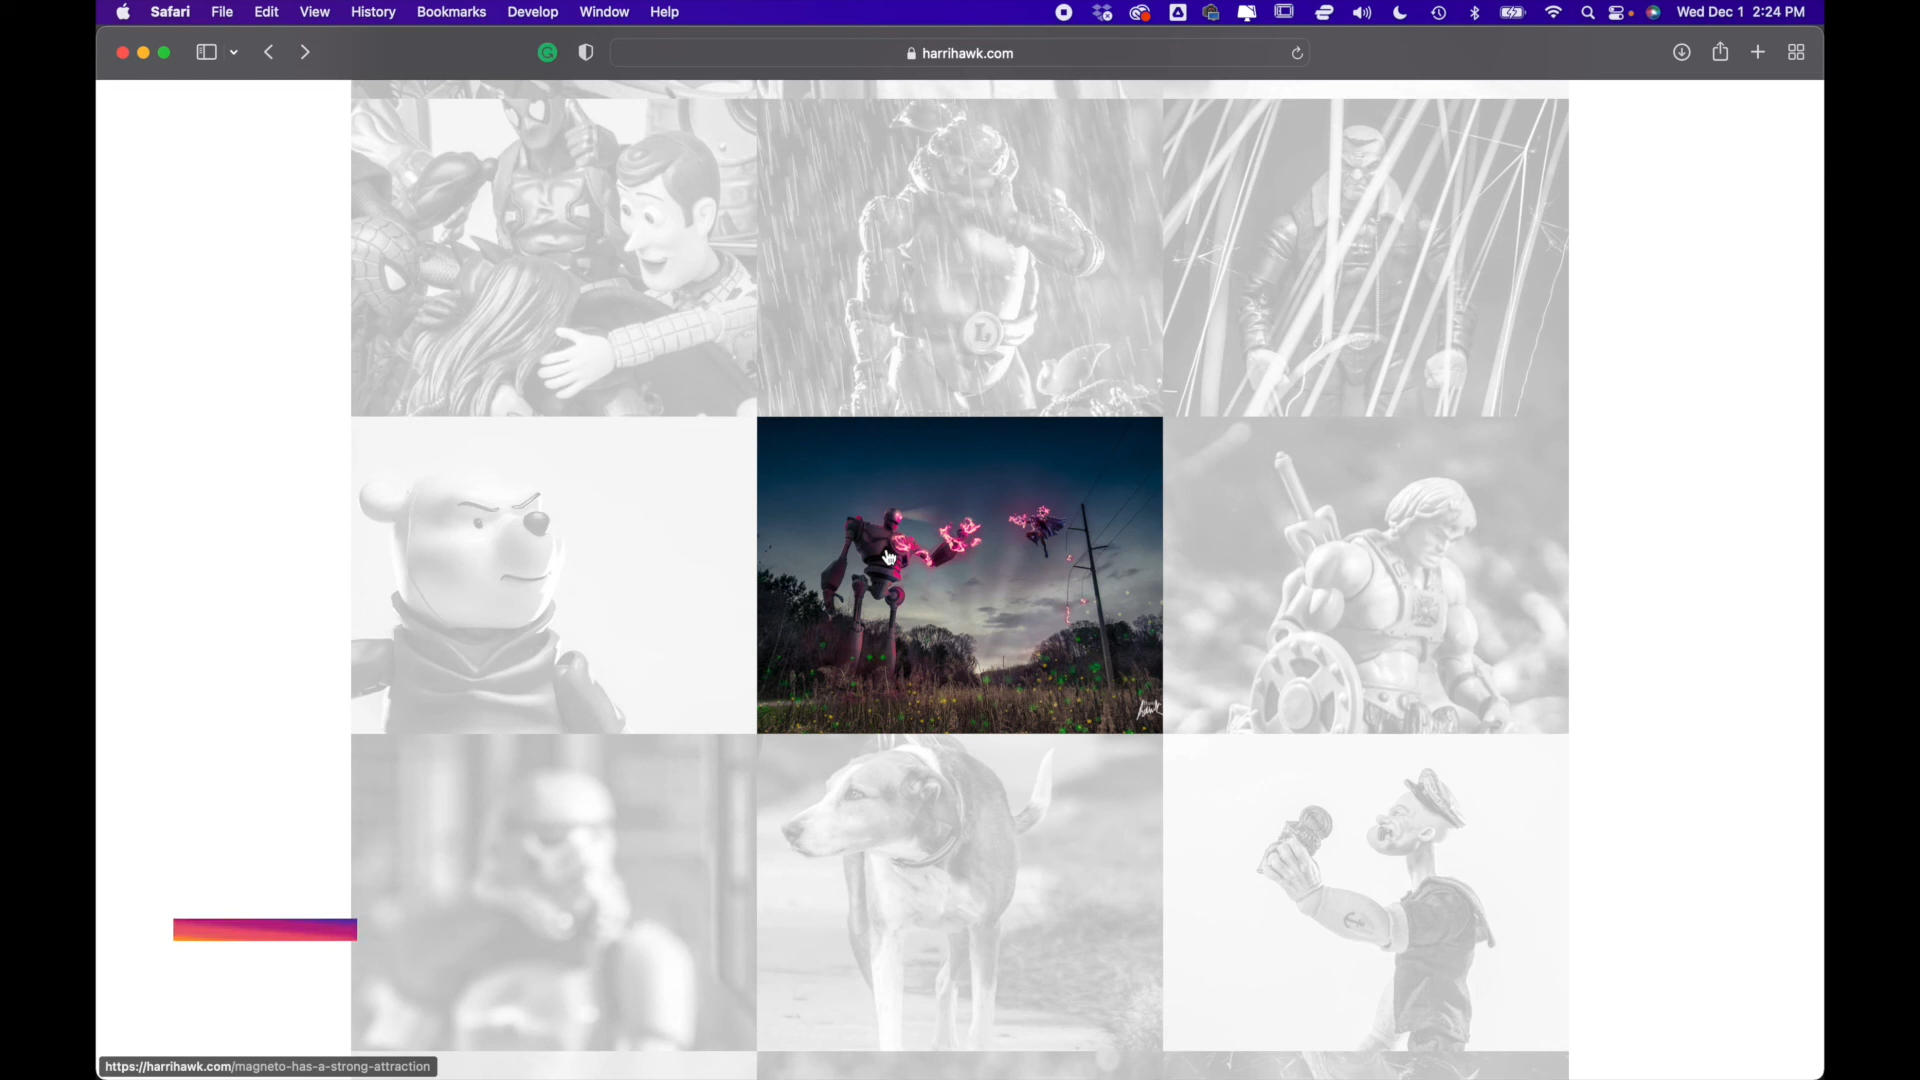 Safari File Edit View History Bookmarks Develop Window Help Wed Dec 1 2:24 PM
harrihawk.com
L
https://harrihawk.com/magneto-has-a-strong-attraction